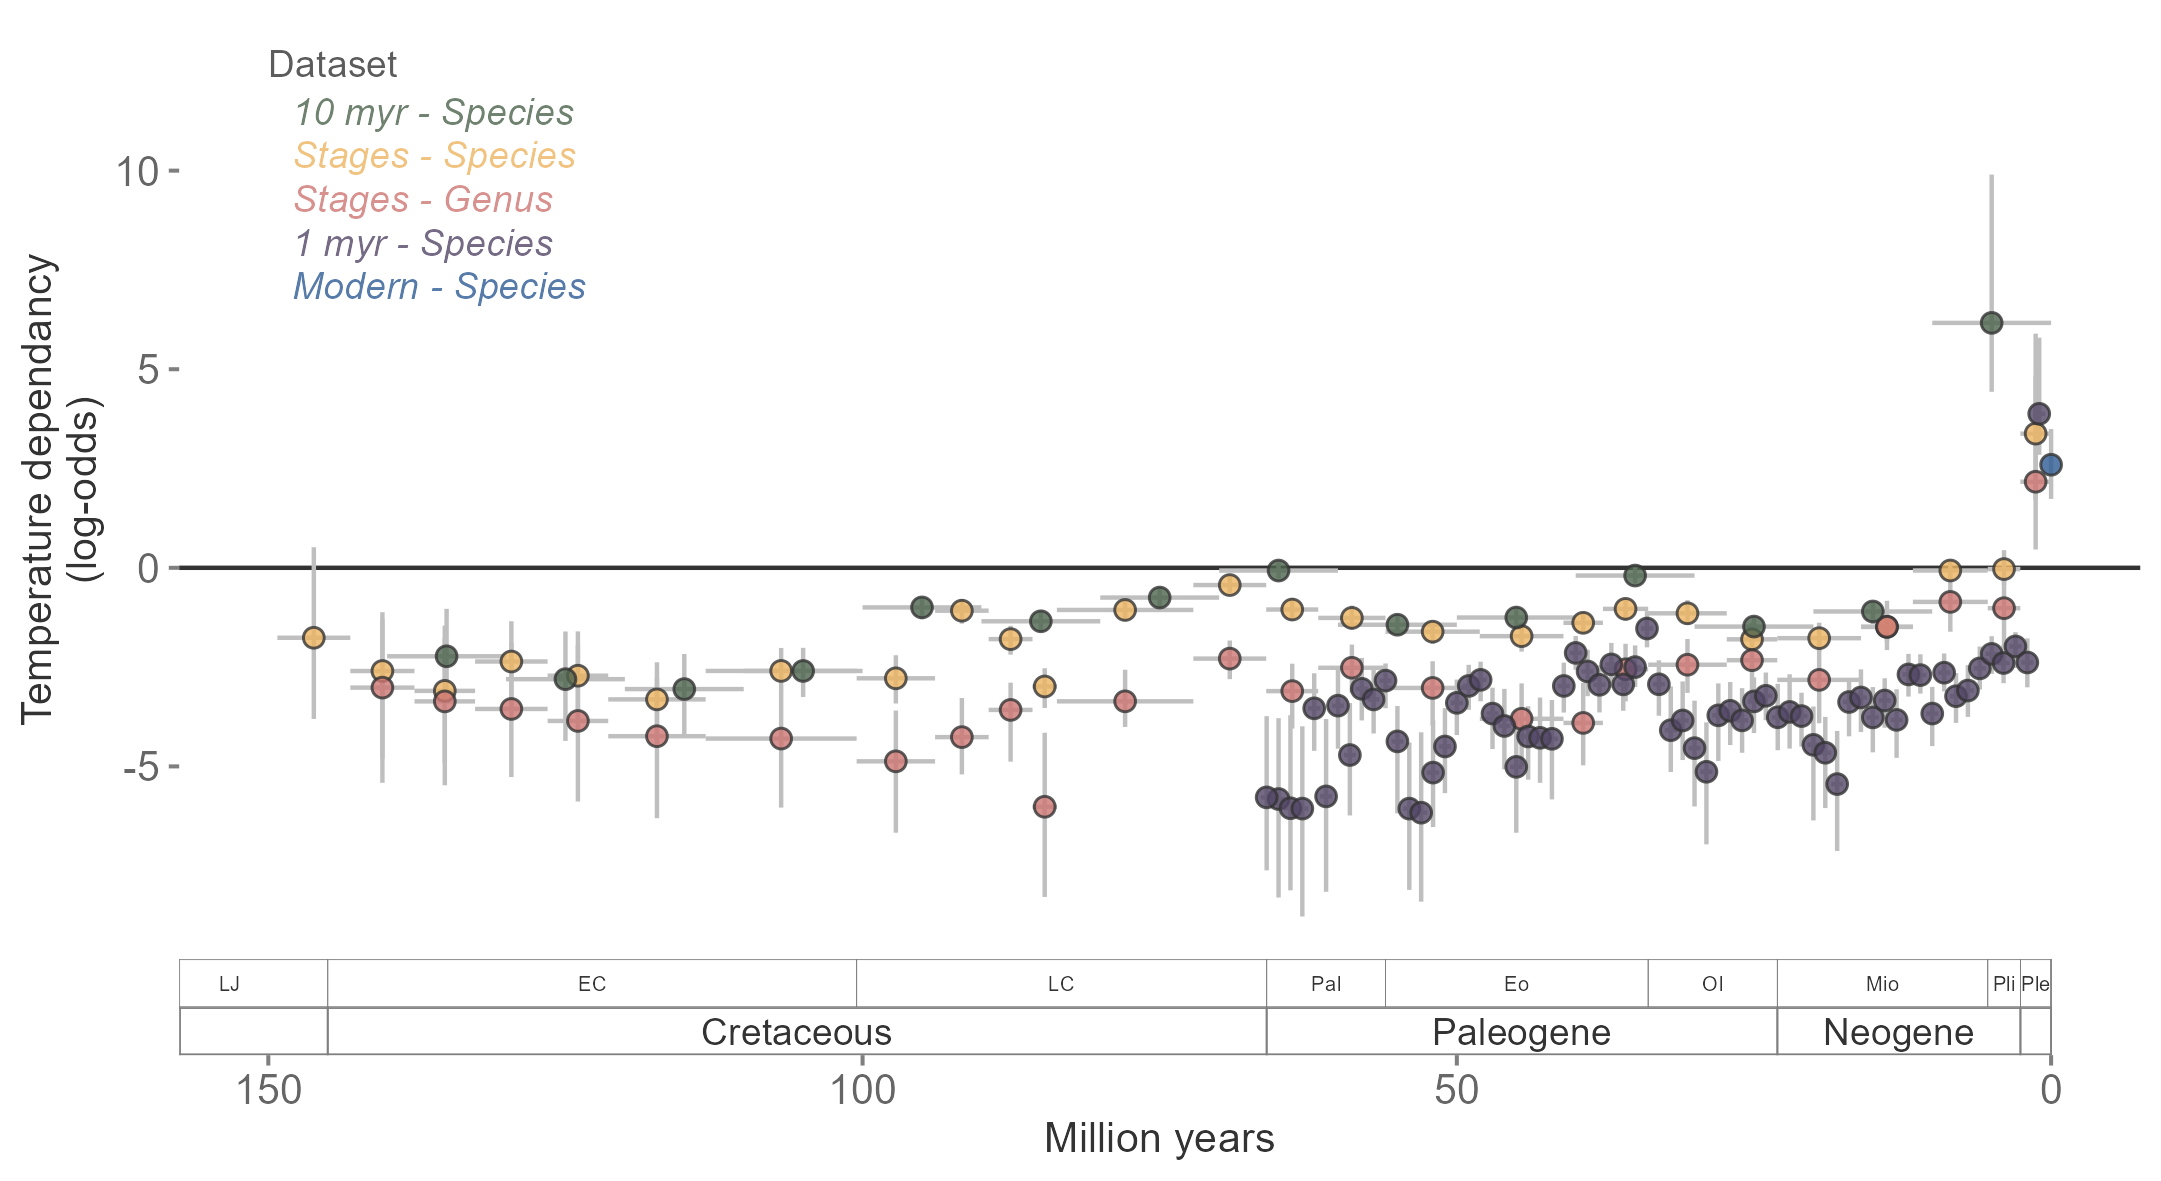 Dataset
10 myr - Species
Stages - Species
Stages - Genus
1 myr - Species
Modern - Species
Temperature dependancy
(log-odds)
10
5
0
-5
LJ EC LC Pal Eo Ol Mio Pli Ple
Cretaceous Paleogene Neogene
150 100 50 0
Million years